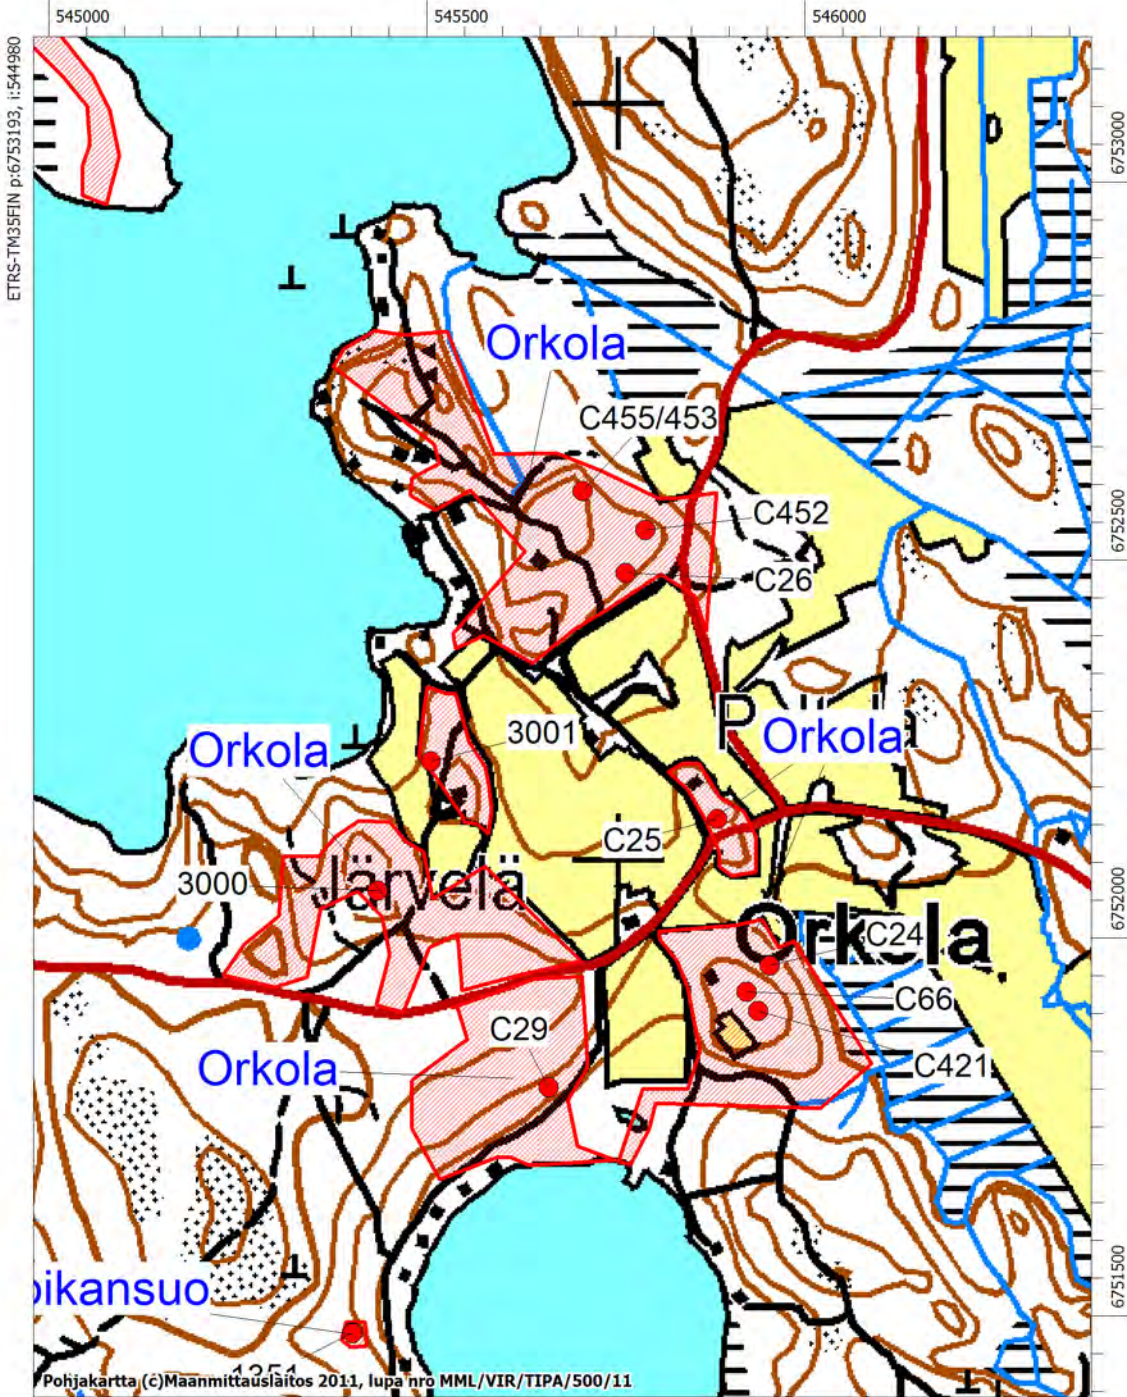 545000
545500
546000
ETRS-TM35FIN p:6753193, i:544980
6753000
Orkola
C455/453
C452
6752500
C26
3001
Orkola
Orkola
C25
3000
Järvelä
6752000
Orkola
C24
C66
C29
C421
Orkola
6751500
oikansuo
1351
Pohjakartta (c)Maanmittauslaitos 2011, lupa nro MML/VIR/TIPA/500/11